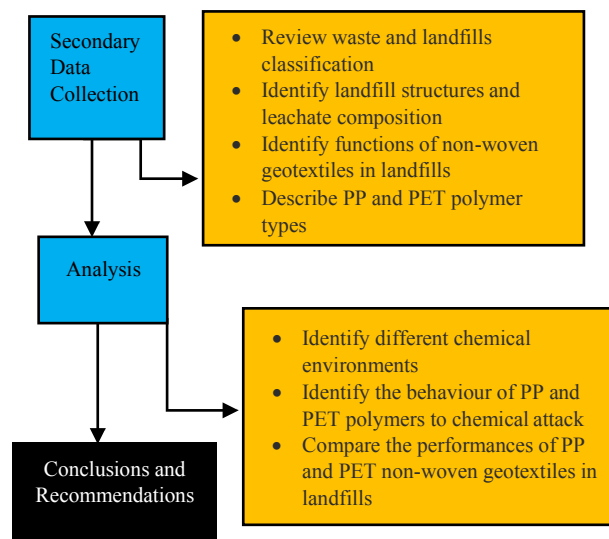 Secondary
Data
Collection
• Review waste and landfills
classification
• Identify landfill structures and
leachate composition
• Identify functions of non-woven
geotextiles in landfills
• Describe PP and PET polymer
types
Analysis
• Identify different chemical
environments
• Identify the behaviour of PP and
PET polymers to chemical attack
• Compare the performances of PP
and PET non-woven geotextiles in
landfills
Conclusions and
Recommendations